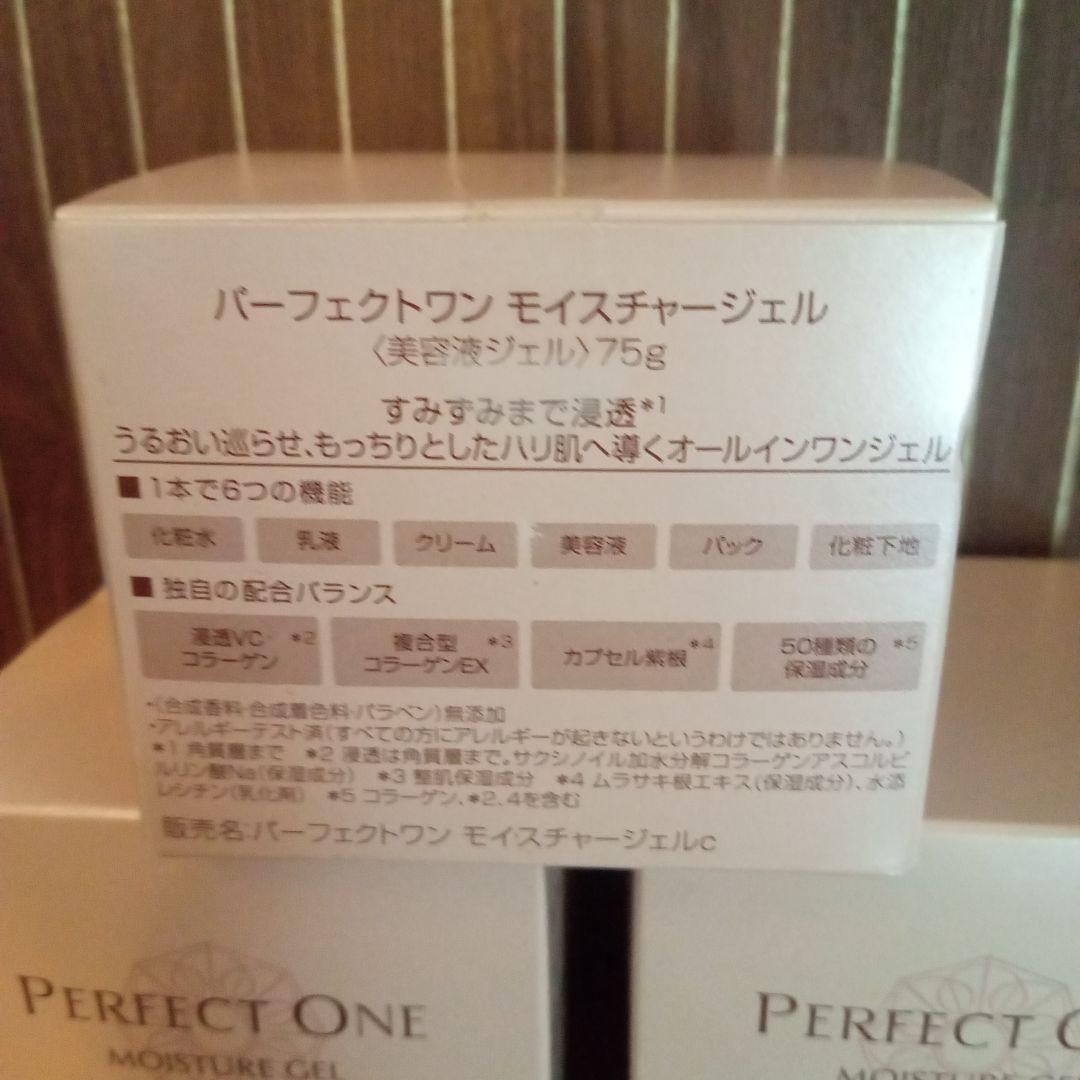 パーフェクトワン モイスチャージェル
〈美容液ジェル〉75g
すみずみまで浸透*1
うるおい巡らせ、もっちりとしたハリ肌へ導くオールインワンジェル
■1本で6つの機能
化粧水 乳液 クリーム 美容液 パック 化粧下地
■独自の配合バランス
浸透VC コラーゲン *2 複合型 コラーゲンEX *3 カプセル紫根 *4 50種類の 保湿成分 *5
・〈合成香料・合成着色料・パラベン〉無添加
・アレルギーテスト済(すべての方にアレルギーが起きないというわけではありません。)
*1 角質層まで *2 浸透は角質層まで。サクシノイル加水分解コラーゲンアスコルビ
ルリン酸Na(保湿成分) *3 整肌保湿成分 *4 ムラサキ根エキス(保湿成分)、水添
レシチン(乳化剤) *5 コラーゲン、*2、4を含む
販売名:パーフェクトワン モイスチャージェルc
PERFECT ONE
MOISTURE GEL
PERFECT O
MOISTURE GE